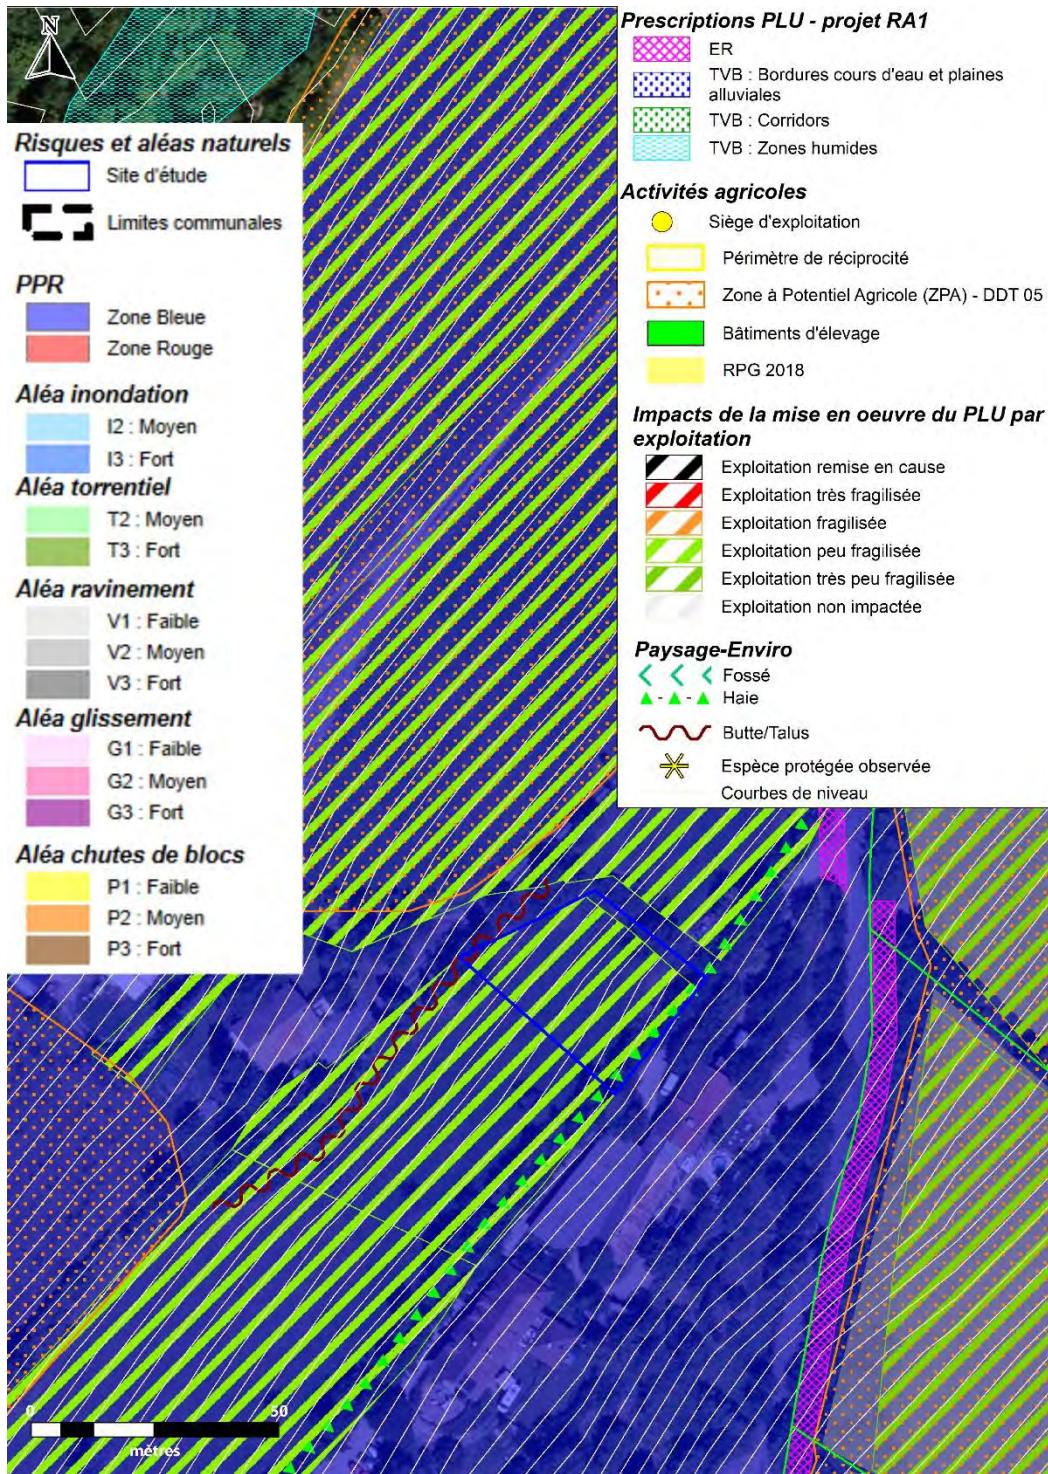 N
Risques et aléas naturels
Site d'étude
Limites communales
PPR
Zone Bleue
Zone Rouge
Aléa inondation
I2 : Moyen
I3 : Fort
Aléa torrentiel
T2 : Moyen
T3 : Fort
Aléa ravinement
V1 : Faible
V2 : Moyen
V3 : Fort
Aléa glissement
G1 : Faible
G2 : Moyen
G3 : Fort
Aléa chutes de blocs
P1 : Faible
P2 : Moyen
P3 : Fort
Prescriptions PLU - projet RA1
ER
TVB : Bordures cours d'eau et plaines
alluviales
TVB : Corridors
TVB : Zones humides
Activités agricoles
Siège d'exploitation
Périmètre de réciprocité
Zone à Potentiel Agricole (ZPA) - DDT 05
Bâtiments d'élevage
RPG 2018
Impacts de la mise en oeuvre du PLU par
exploitation
Exploitation remise en cause
Exploitation très fragilisée
Exploitation fragilisée
Exploitation peu fragilisée
Exploitation très peu fragilisée
Exploitation non impactée
Paysage-Enviro
Fossé
Haie
Butte/Talus
Espèce protégée observée
Courbes de niveau
0 50
mètres